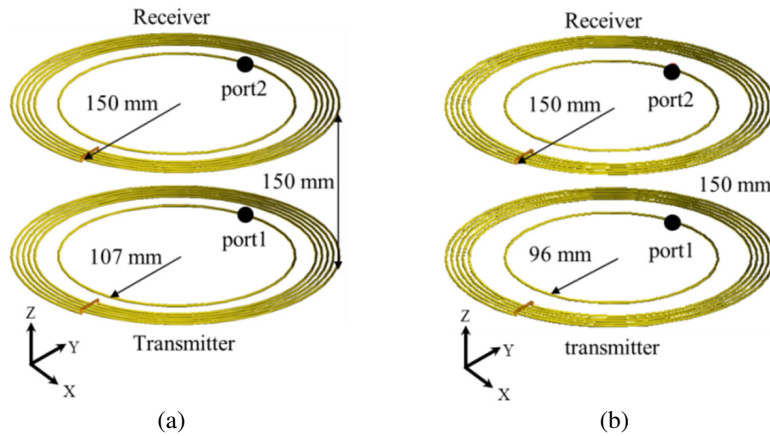 Receiver
port2
150 mm
150 mm
port1
107 mm
Z
Y
X
Transmitter
(a)
Receiver
port2
150 mm
150 mm
port1
96 mm
Z
Y
X
transmitter
(b)